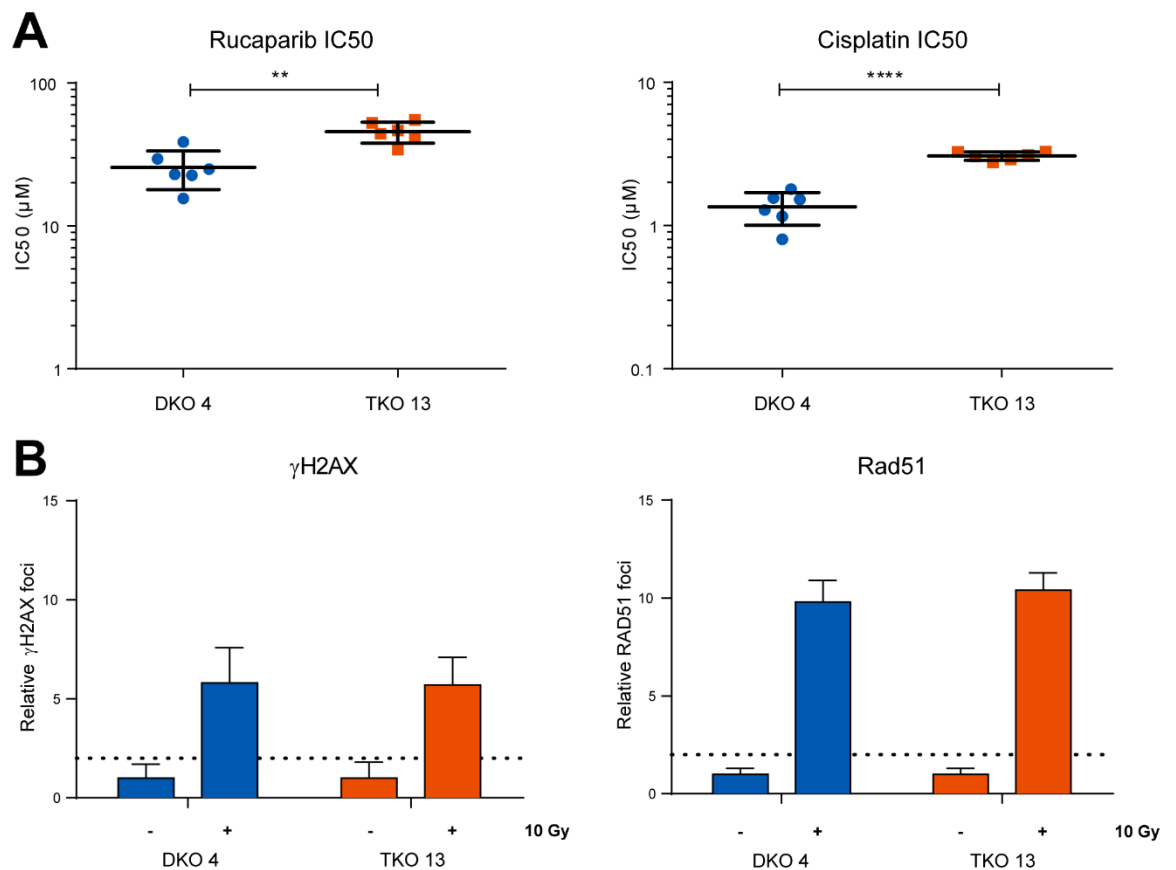 A
Rucaparib IC50
**
100
10
1
IC50 (µM)
DKO 4 TKO 13
Cisplatin IC50
****
10
1
0.1
IC50 (µM)
DKO 4 TKO 13
B
γH2AX
15
10
5
0
Relative γH2AX foci
- + - + 10 Gy
DKO 4 TKO 13
Rad51
15
10
5
0
Relative RAD51 foci
- + - + 10 Gy
DKO 4 TKO 13